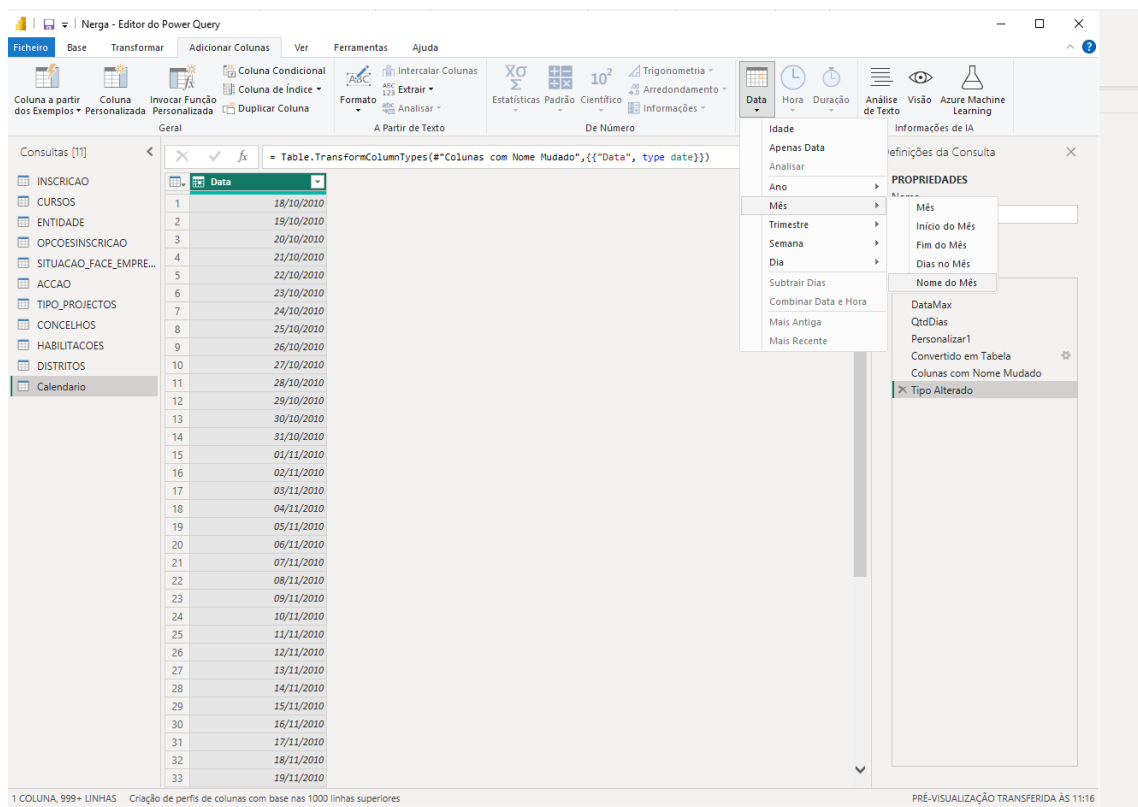 Nerga - Editor do Power Query
Ficheiro Base Transformar Adicionar Colunas Ver Ferramentas Ajuda
Coluna a partir dos Exemplos
Coluna Personalizada
Invocar Função Personalizada
Coluna Condicional
Coluna de Índice
Duplicar Coluna
Geral
ABC
Formato
Intercalar Colunas
ABC 123 Extrair
abc Analisar
A Partir de Texto
XΟ Σ
Estatísticas
Padrão
10²
Científico
Trigonometria
.00 Arredondamento
Informações
De Número
Data
Hora
Duração
Análise de Texto
Visão
Azure Machine Learning
Informações de IA
Idade
Apenas Data
Analisar
Ano
Mês
Trimestre
Semana
Dia
Subtrair Dias
Combinar Data e Hora
Mais Antiga
Mais Recente
Mês
Início do Mês
Fim do Mês
Dias no Mês
Nome do Mês
Consultas [11]
INSCRICAO
CURSOS
ENTIDADE
OPCOESINSCRICAO
SITUACAO_FACE_EMPRE...
ACCAO
TIPO_PROJECTOS
CONCELHOS
HABILITACOES
DISTRITOS
Calendario
fx = Table.TransformColumnTypes(#"Colunas com Nome Mudado",{{"Data", type date}})
Data
1 18/10/2010
2 19/10/2010
3 20/10/2010
4 21/10/2010
5 22/10/2010
6 23/10/2010
7 24/10/2010
8 25/10/2010
9 26/10/2010
10 27/10/2010
11 28/10/2010
12 29/10/2010
13 30/10/2010
14 31/10/2010
15 01/11/2010
16 02/11/2010
17 03/11/2010
18 04/11/2010
19 05/11/2010
20 06/11/2010
21 07/11/2010
22 08/11/2010
23 09/11/2010
24 10/11/2010
25 11/11/2010
26 12/11/2010
27 13/11/2010
28 14/11/2010
29 15/11/2010
30 16/11/2010
31 17/11/2010
32 18/11/2010
33 19/11/2010
efinições da Consulta
PROPRIEDADES
DataMax
QtdDias
Personalizar1
Convertido em Tabela
Colunas com Nome Mudado
Tipo Alterado
1 COLUNA, 999+ LINHAS Criação de perfis de colunas com base nas 1000 linhas superiores
PRÉ-VISUALIZAÇÃO TRANSFERIDA ÀS 11:16